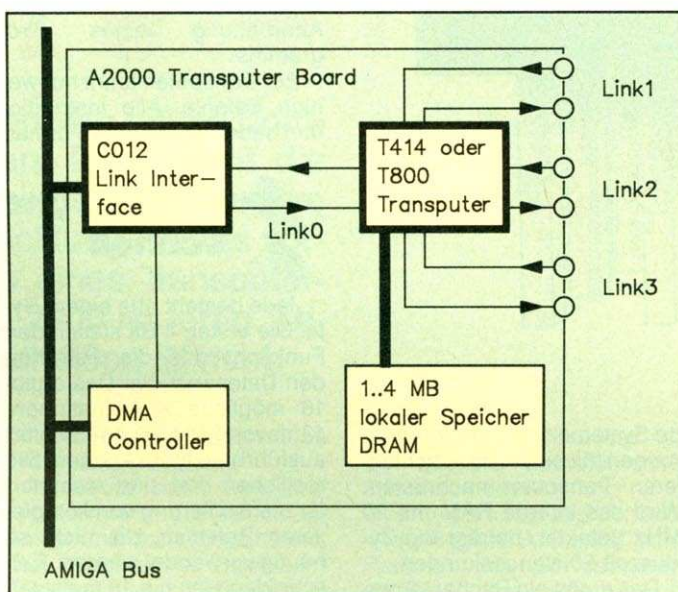 A2000 Transputer Board
C012
Link Inter-
face
Link0
T414 oder
T800
Transputer
Link1
Link2
Link3
DMA
Controller
1..4 MB
lokaler Speicher
DRAM
AMIGA Bus